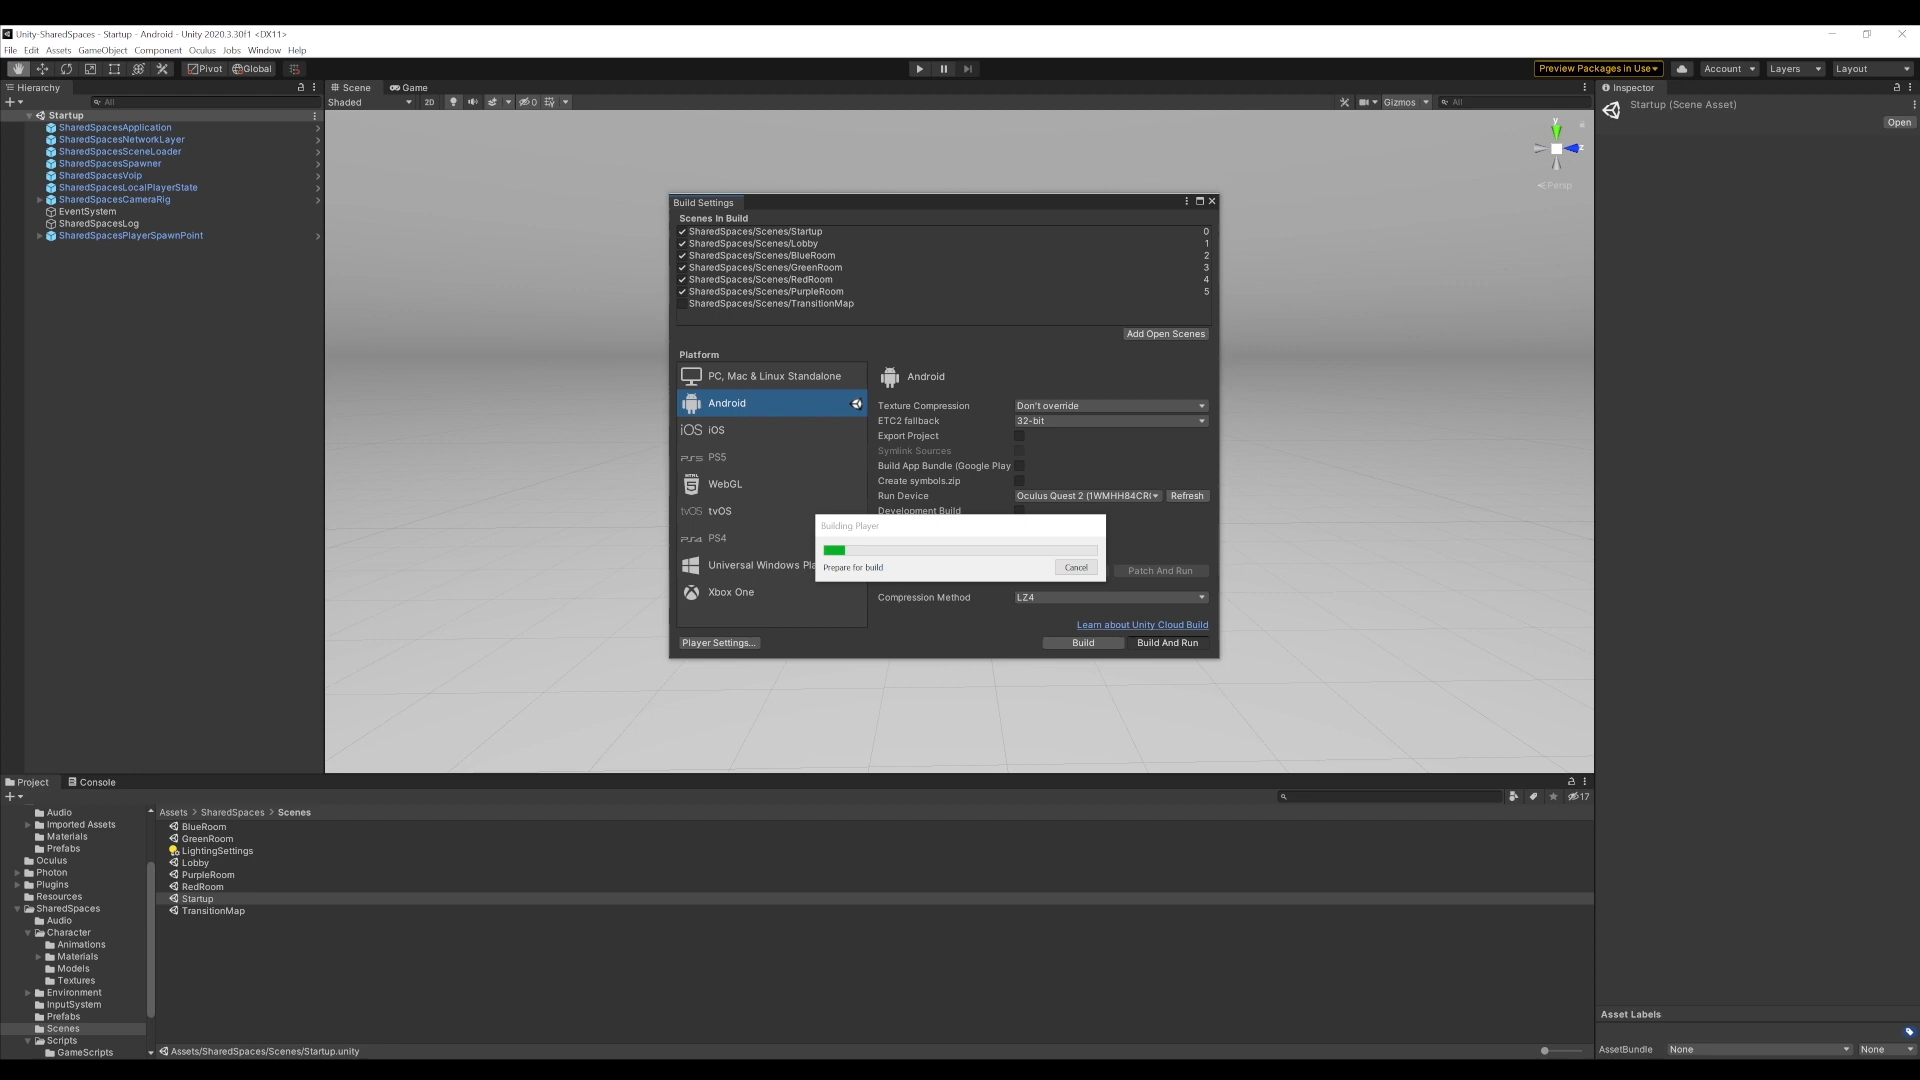 Unity-SharedSpaces - Startup - Android - Unity 2020.3.30f1 <DX11>
File Edit Assets GameObject Component Oculus Jobs Window Help
Pivot Global Preview Packages in Use Account Layers Layout
Hierarchy
All
Startup
SharedSpacesApplication
SharedSpacesNetworkLayer
SharedSpacesSceneLoader
SharedSpacesSpawner
SharedSpacesVoip
SharedSpacesLocalPlayerState
SharedSpacesCameraRig
EventSystem
SharedSpacesLog
SharedSpacesPlayerSpawnPoint
Scene Game
Shaded 2D 0 Gizmos All
y
z
Persp
Build Settings
Scenes In Build
SharedSpaces/Scenes/Startup 0
SharedSpaces/Scenes/Lobby 1
SharedSpaces/Scenes/BlueRoom 2
SharedSpaces/Scenes/GreenRoom 3
SharedSpaces/Scenes/RedRoom 4
SharedSpaces/Scenes/PurpleRoom 5
SharedSpaces/Scenes/TransitionMap
Add Open Scenes
Platform
PC, Mac & Linux Standalone
Android
iOS iOS
PS5 PS5
HTML 5 WebGL
tvOS tvOS
PS4 PS4
Universal Windows Pla
Xbox One
Android
Texture Compression Don't override
ETC2 fallback 32-bit
Export Project
Symlink Sources
Build App Bundle (Google Play
Create symbols.zip
Run Device Oculus Quest 2 (1WMHH84CR( Refresh
Development Build
Building Player
Prepare for build Cancel
Patch And Run
Compression Method LZ4
Learn about Unity Cloud Build
Player Settings... Build Build And Run
Inspector
Startup (Scene Asset)
Open
Project Console
17
Audio
Imported Assets
Materials
Prefabs
Oculus
Photon
Plugins
Resources
SharedSpaces
Audio
Character
Animations
Materials
Models
Textures
Environment
InputSystem
Prefabs
Scenes
Scripts
GameScripts
Assets > SharedSpaces > Scenes
BlueRoom
GreenRoom
LightingSettings
Lobby
PurpleRoom
RedRoom
Startup
TransitionMap
Assets/SharedSpaces/Scenes/Startup.unity
Asset Labels
AssetBundle None None